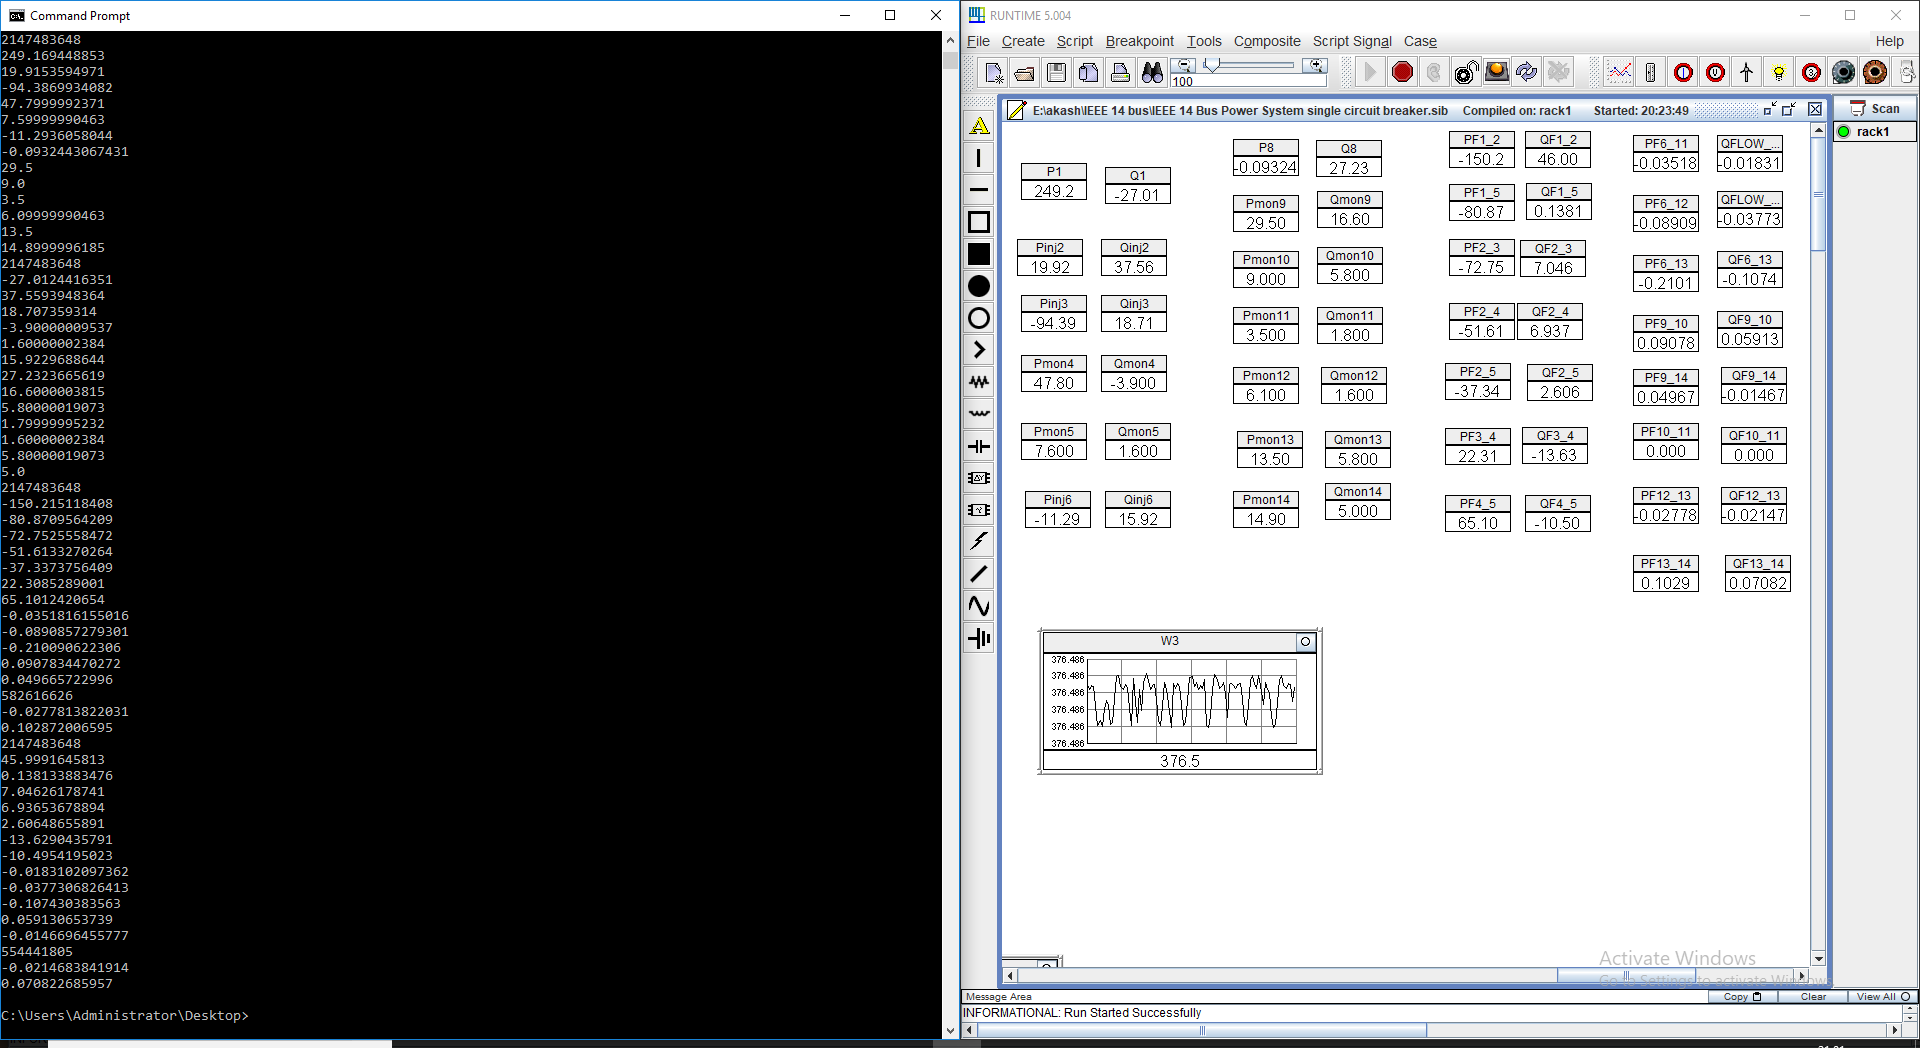 Command Prompt
2147483648
249.169448853
19.9153594971
-94.3869934082
47.7999992371
7.59999990463
-11.2936058044
-0.0932443067431
29.5
9.0
3.5
6.09999990463
13.5
14.8999996185
2147483648
-27.0124416351
37.5593948364
18.707359314
-3.90000009537
1.60000002384
15.9229688644
27.2323665619
16.6000003815
5.80000019073
1.79999995232
1.60000002384
5.80000019073
5.0
2147483648
-150.215118408
-80.8709564209
-72.7525558472
-51.6133270264
-37.3373756409
22.3085289001
65.1012420654
-0.0351816155016
-0.0890857279301
-0.210090622306
0.0907834470272
0.049665722996
582616626
-0.0277813822031
0.102872006595
2147483648
45.9991645813
0.138133883476
7.04626178741
6.93653678894
2.60648655891
-13.6290435791
-10.4954195023
-0.0183102097362
-0.0377306826413
-0.107430383563
0.059130653739
-0.0146696455777
554441805
-0.0214683841914
0.070822685957
C:\Users\Administrator\Desktop>
RUNTIME 5.004
File Create Script Breakpoint Tools Composite Script Signal Case Help
100
E:\akash\IEEE 14 bus\IEEE 14 Bus Power System single circuit breaker.sib Compiled on: rack1 Started: 20:23:49
Scan
rack1
P1
249.2
Q1
-27.01
Pinj2
19.92
Qinj2
37.56
Pinj3
-94.39
Qinj3
18.71
Pmon4
47.80
Qmon4
-3.900
Pmon5
7.600
Qmon5
1.600
Pinj6
-11.29
Qinj6
15.92
P8
-0.09324
Q8
27.23
Pmon9
29.50
Qmon9
16.60
Pmon10
9.000
Qmon10
5.800
Pmon11
3.500
Qmon11
1.800
Pmon12
6.100
Qmon12
1.600
Pmon13
13.50
Qmon13
5.800
Pmon14
14.90
Qmon14
5.000
PF1_2
-150.2
QF1_2
46.00
PF1_5
-80.87
QF1_5
0.1381
PF2_3
-72.75
QF2_3
7.046
PF2_4
-51.61
QF2_4
6.937
PF2_5
-37.34
QF2_5
2.606
PF3_4
22.31
QF3_4
-13.63
PF4_5
65.10
QF4_5
-10.50
PF6_11
-0.03518
QFLOW_...
-0.01831
PF6_12
-0.08909
QFLOW_...
-0.03773
PF6_13
-0.2101
QF6_13
-0.1074
PF9_10
0.09078
QF9_10
0.05913
PF9_14
0.04967
QF9_14
-0.01467
PF10_11
0.000
QF10_11
0.000
PF12_13
-0.02778
QF12_13
-0.02147
PF13_14
0.1029
QF13_14
0.07082
W3
376.486
376.486
376.486
376.486
376.486
376.486
376.5
Activate Windows
Go to Settings to activate Windows.
Message Area
Copy
Clear
View All
INFORMATIONAL: Run Started Successfully